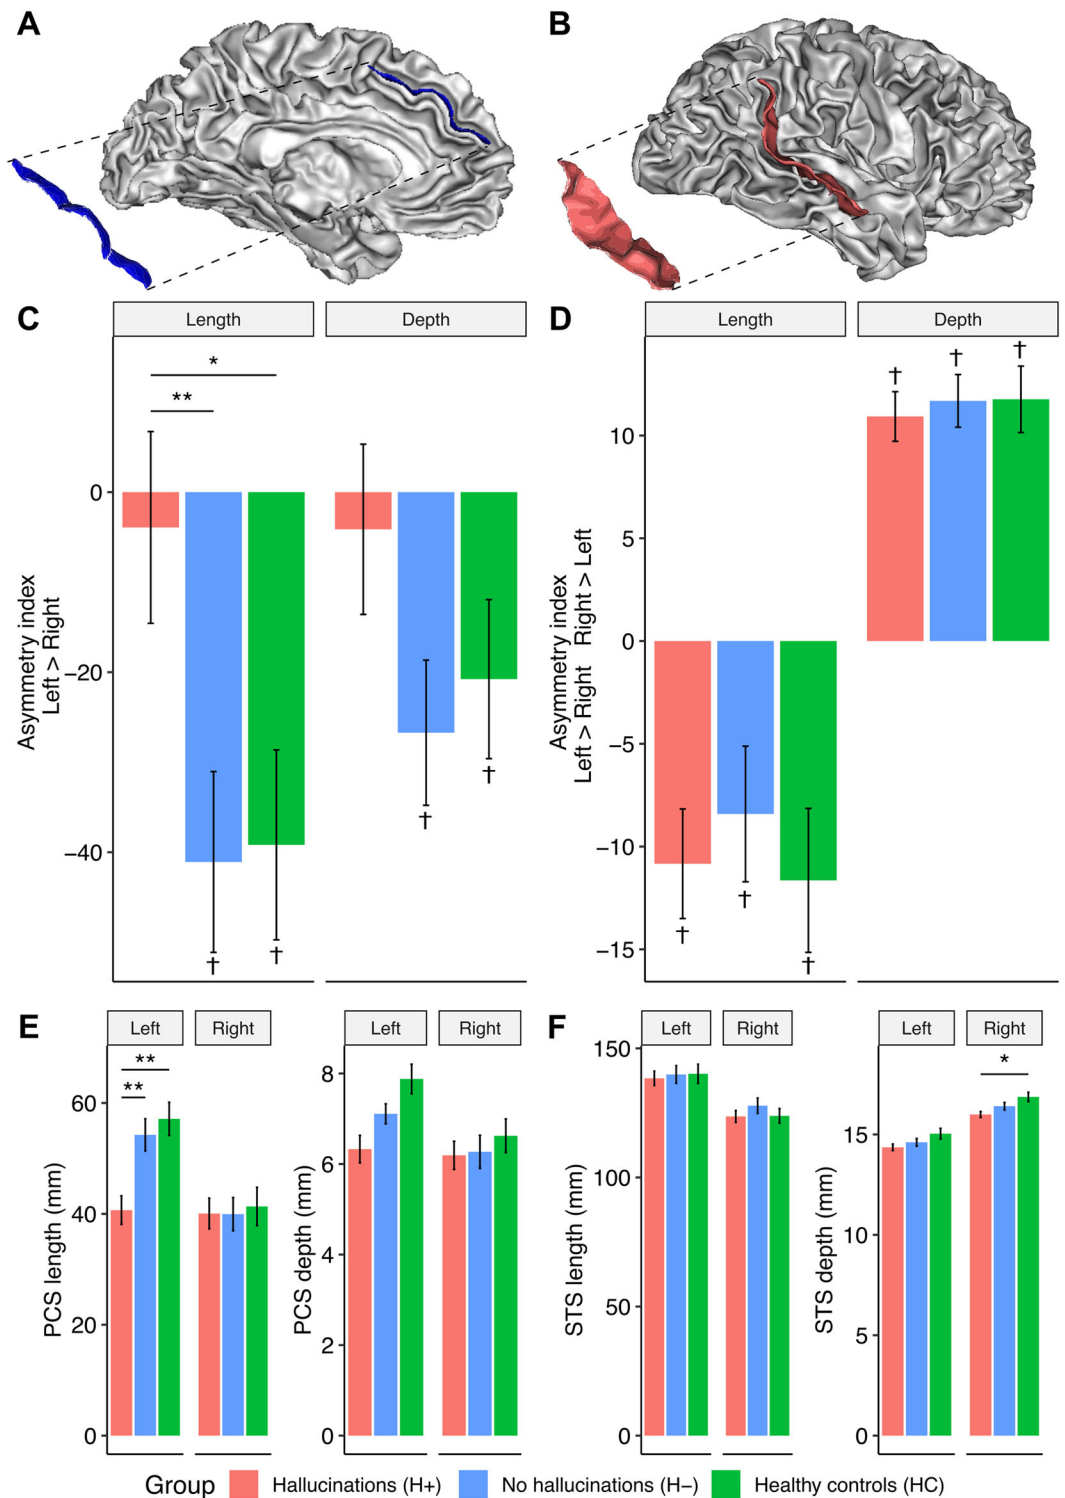 A
B
C
Length
Depth
*
**
0
−20
−40
Asymmetry index
Left > Right
†
†
†
†
D
Length
Depth
†
†
†
10
5
0
−5
−10
−15
Asymmetry index
Left > Right Right > Left
†
†
†
E
Left
Right
**
**
60
40
20
0
PCS length (mm)
Left
Right
8
6
4
2
0
PCS depth (mm)
F
Left
Right
150
100
50
0
STS length (mm)
Left
Right
*
15
10
5
0
STS depth (mm)
Group Hallucinations (H+) No hallucinations (H−) Healthy controls (HC)